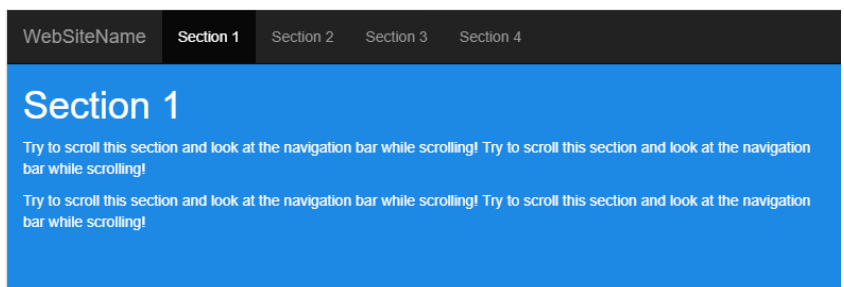 WebSiteName Section 1 Section 2 Section 3 Section 4
Section 1
Try to scroll this section and look at the navigation bar while scrolling! Try to scroll this section and look at the navigation
bar while scrolling!
Try to scroll this section and look at the navigation bar while scrolling! Try to scroll this section and look at the navigation
bar while scrolling!